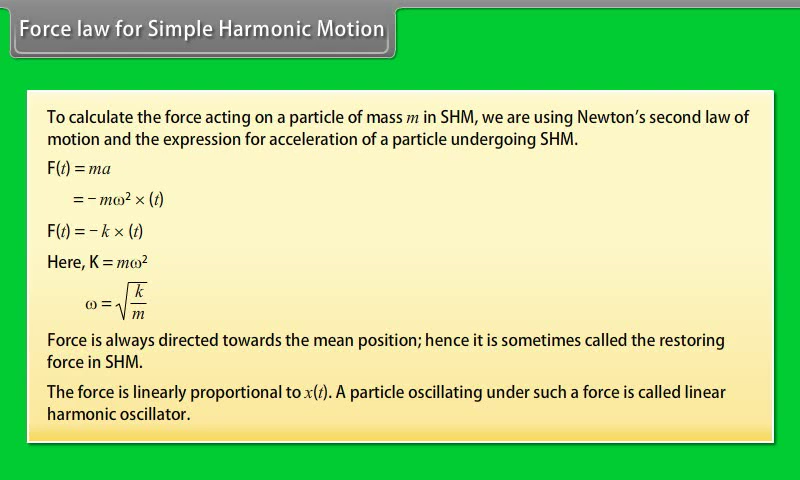 Force law for Simple Harmonic Motion
To calculate the force acting on a particle of mass m in SHM, we are using Newton's second law of
motion and the expression for acceleration of a particle undergoing SHM.
F(t) = ma
= − mω² × (t)
F(t) = − k × (t)
Here, K = mω²
ω = √(k/m)
Force is always directed towards the mean position; hence it is sometimes called the restoring
force in SHM.
The force is linearly proportional to x(t). A particle oscillating under such a force is called linear
harmonic oscillator.